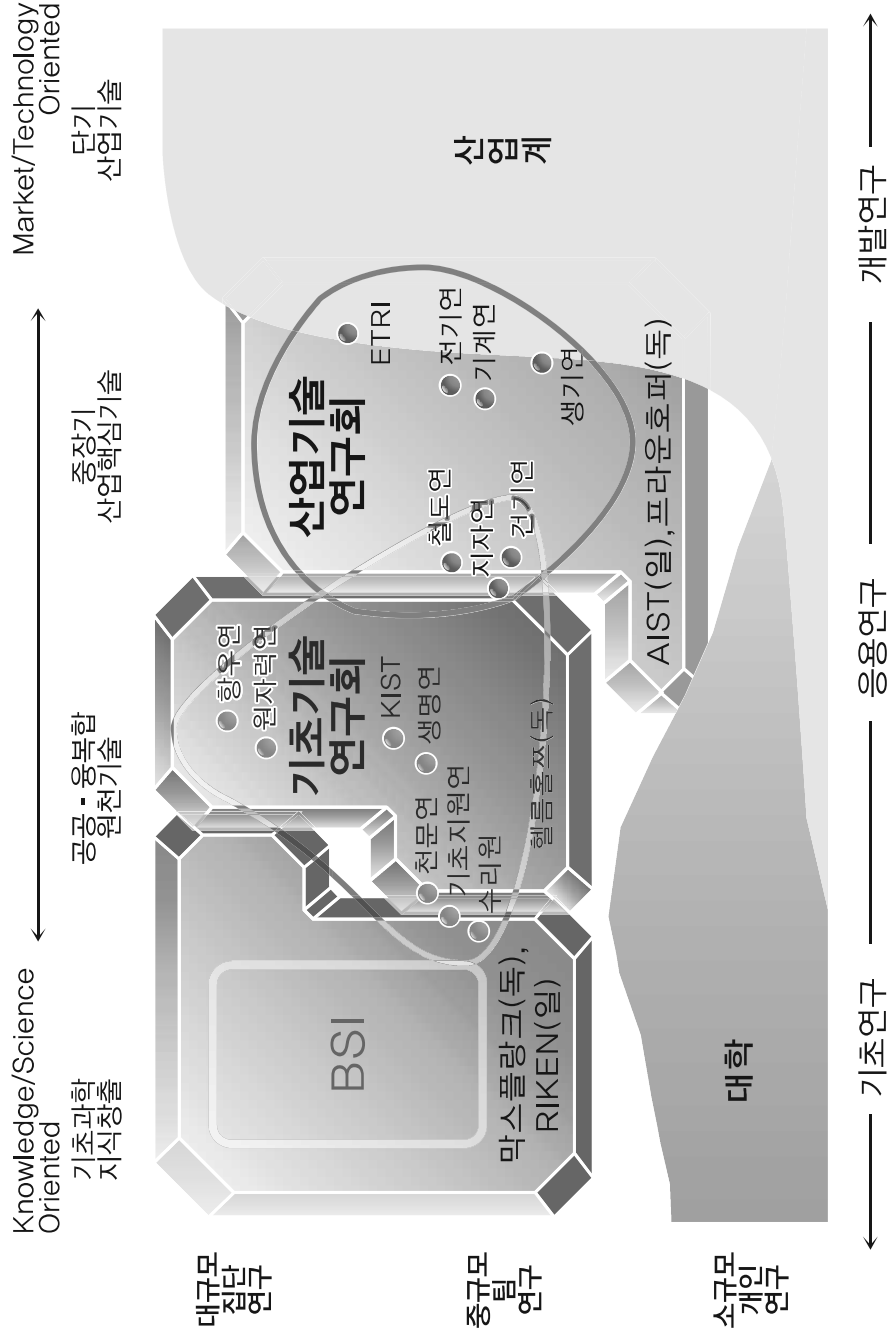 Knowledge/Science
Oriented
Market/Technology
Oriented
기초과학
지식창출
공공·융복합
원천기술
중장기
산업핵심기술
단기
산업기술
대규모
집단
연구
중규모
팀
연구
소규모
개인
연구
BSI
막스플랑크(독),
RIKEN(일)
항우연
원자력연
기초기술
연구회
KIST
생명연
천문연
기초지원연
수리원
헬름홀쯔(독)
산업기술
연구회
ETRI
전기연
기계연
생기연
철도연
지자연
건기연
AIST(일),프라운호퍼(독)
산업계
대학
기초연구
응용연구
개발연구